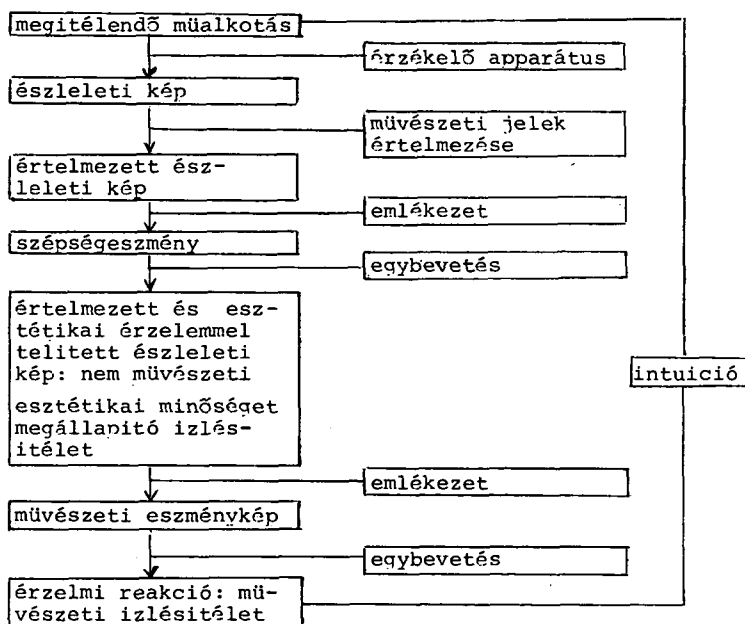 megitélendő müalkotás
érzékelő apparátus
észleleti kép
müvészeti jelek
értelmezése
értelmezett ész-
leleti kép
emlékezet
szépségeszmény
egybevetés
értelmezett és esz-
tétikai érzelemmel
telitett észleleti
kép: nem müvészeti
intuició
esztétikai minőséget
megállapitó izlés-
itélet
emlékezet
müvészeti eszménykép
egybevetés
érzelmi reakció: mü-
vészeti izlésitélet